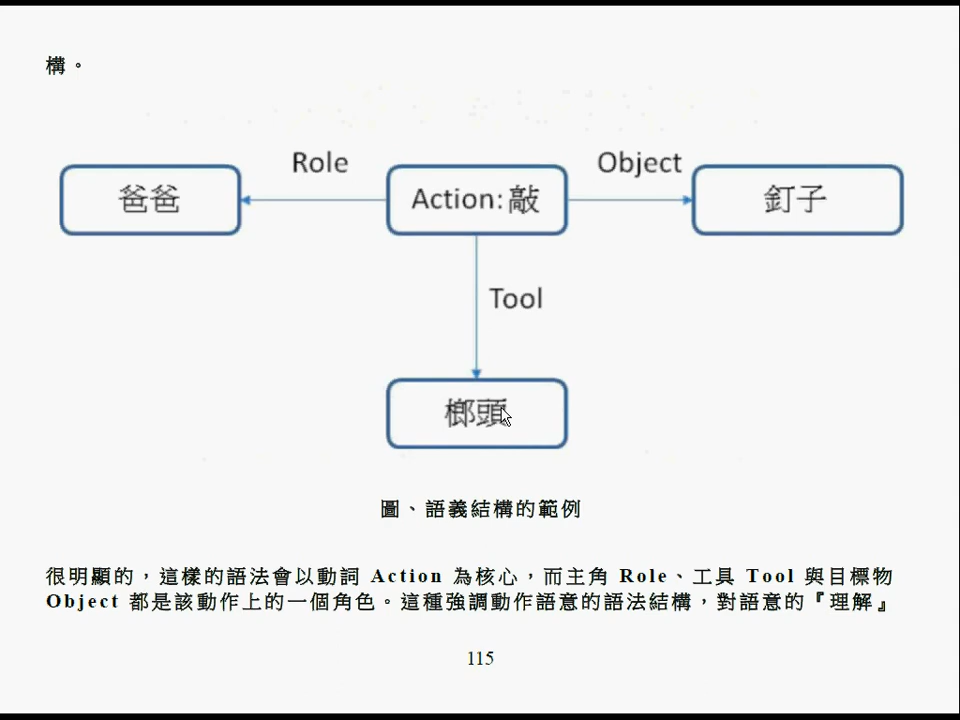 構。
Role
Object
爸爸
Action:敲
釘子
Tool
榔頭
圖、語義結構的範例
很明顯的，這樣的語法會以動詞 Action 為核心，而主角 Role、工具 Tool 與目標物
Object 都是該動作上的一個角色。這種強調動作語意的語法結構，對語意的『理解』
115